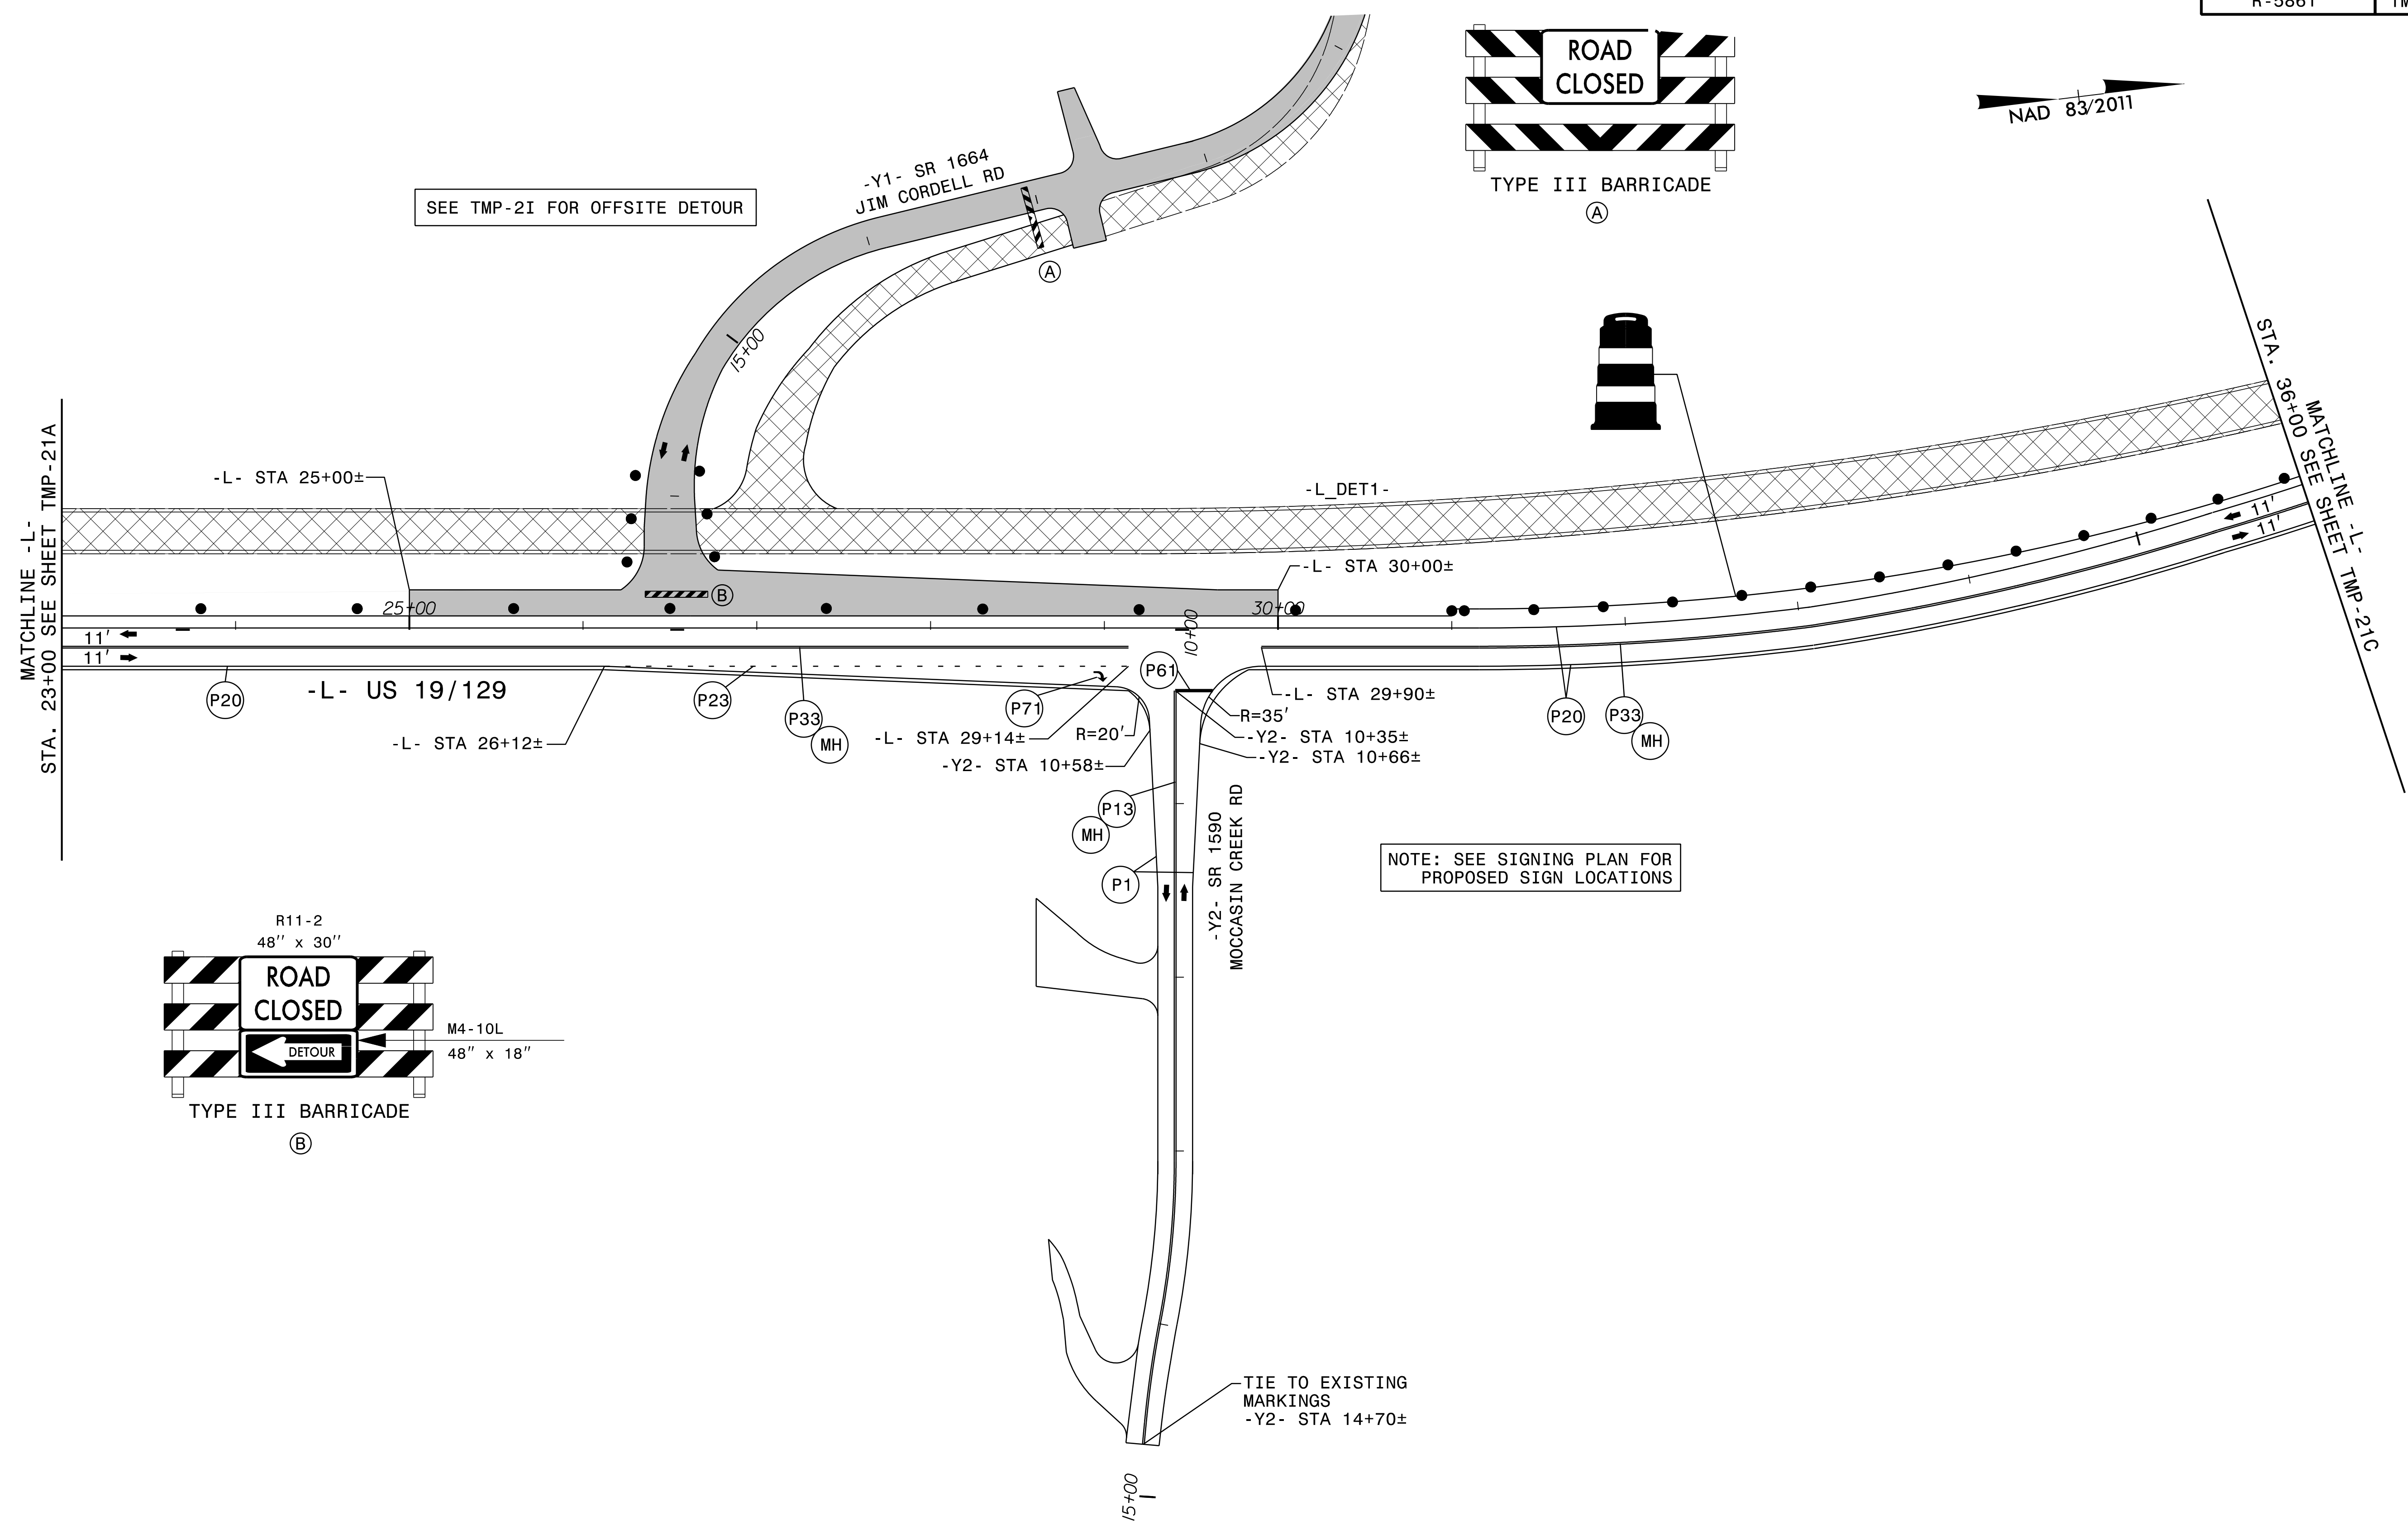 R-5861
TM
ROAD
CLOSED
TYPE III BARRICADE
A
NAD 83/2011
-Y1- SR 1664
JIM CORDELL RD
SEE TMP-2I FOR OFFSITE DETOUR
A
15+00
MATCHLINE -L-
STA. 23+00 SEE SHEET TMP-21A
-L- STA 25+00±
-L_DET1-
-L- STA 30+00±
B
25+00
30+00
10+00
MATCHLINE -L-
STA. 36+00 SEE SHEET TMP-21C
11'
11'
11'
11'
P20
-L- US 19/129
P23
P33
MH
P71
P61
-L- STA 29+90±
R=35'
-L- STA 26+12±
-L- STA 29+14±
R=20'
-Y2- STA 10+35±
-Y2- STA 10+58±
-Y2- STA 10+66±
P20
P33
MH
P13
MH
P1
-Y2- SR 1590
MOCCASIN CREEK RD
NOTE: SEE SIGNING PLAN FOR
PROPOSED SIGN LOCATIONS
R11-2
48" x 30"
ROAD
CLOSED
DETOUR
M4-10L
48" x 18"
TYPE III BARRICADE
B
TIE TO EXISTING
MARKINGS
-Y2- STA 14+70±
15+00